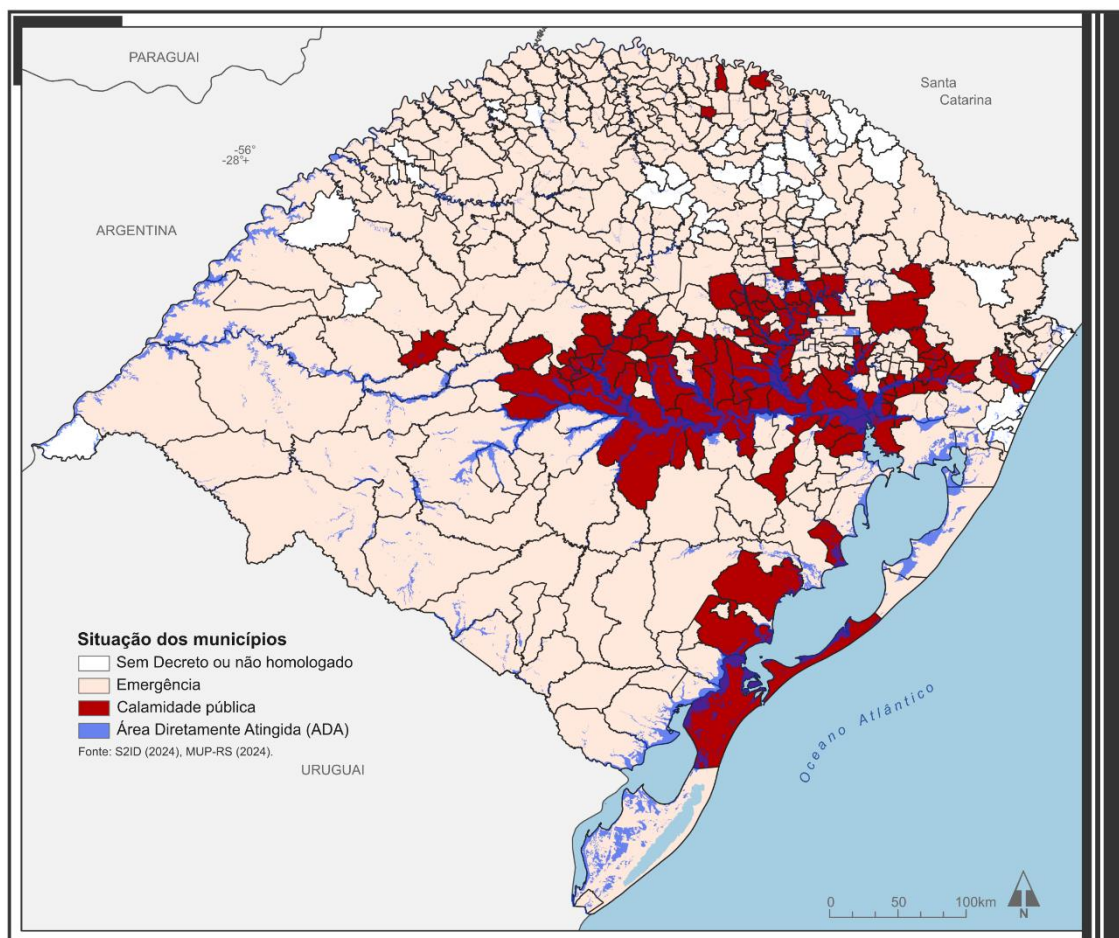 PARAGUAI
Santa
Catarina
-56°
-28°+
ARGENTINA
Situação dos municípios
Sem Decreto ou não homologado
Emergência
Calamidade pública
Área Diretamente Atingida (ADA)
Fonte: S2ID (2024), MUP-RS (2024).
URUGUAI
Oceano Atlântico
0 50 100km
N